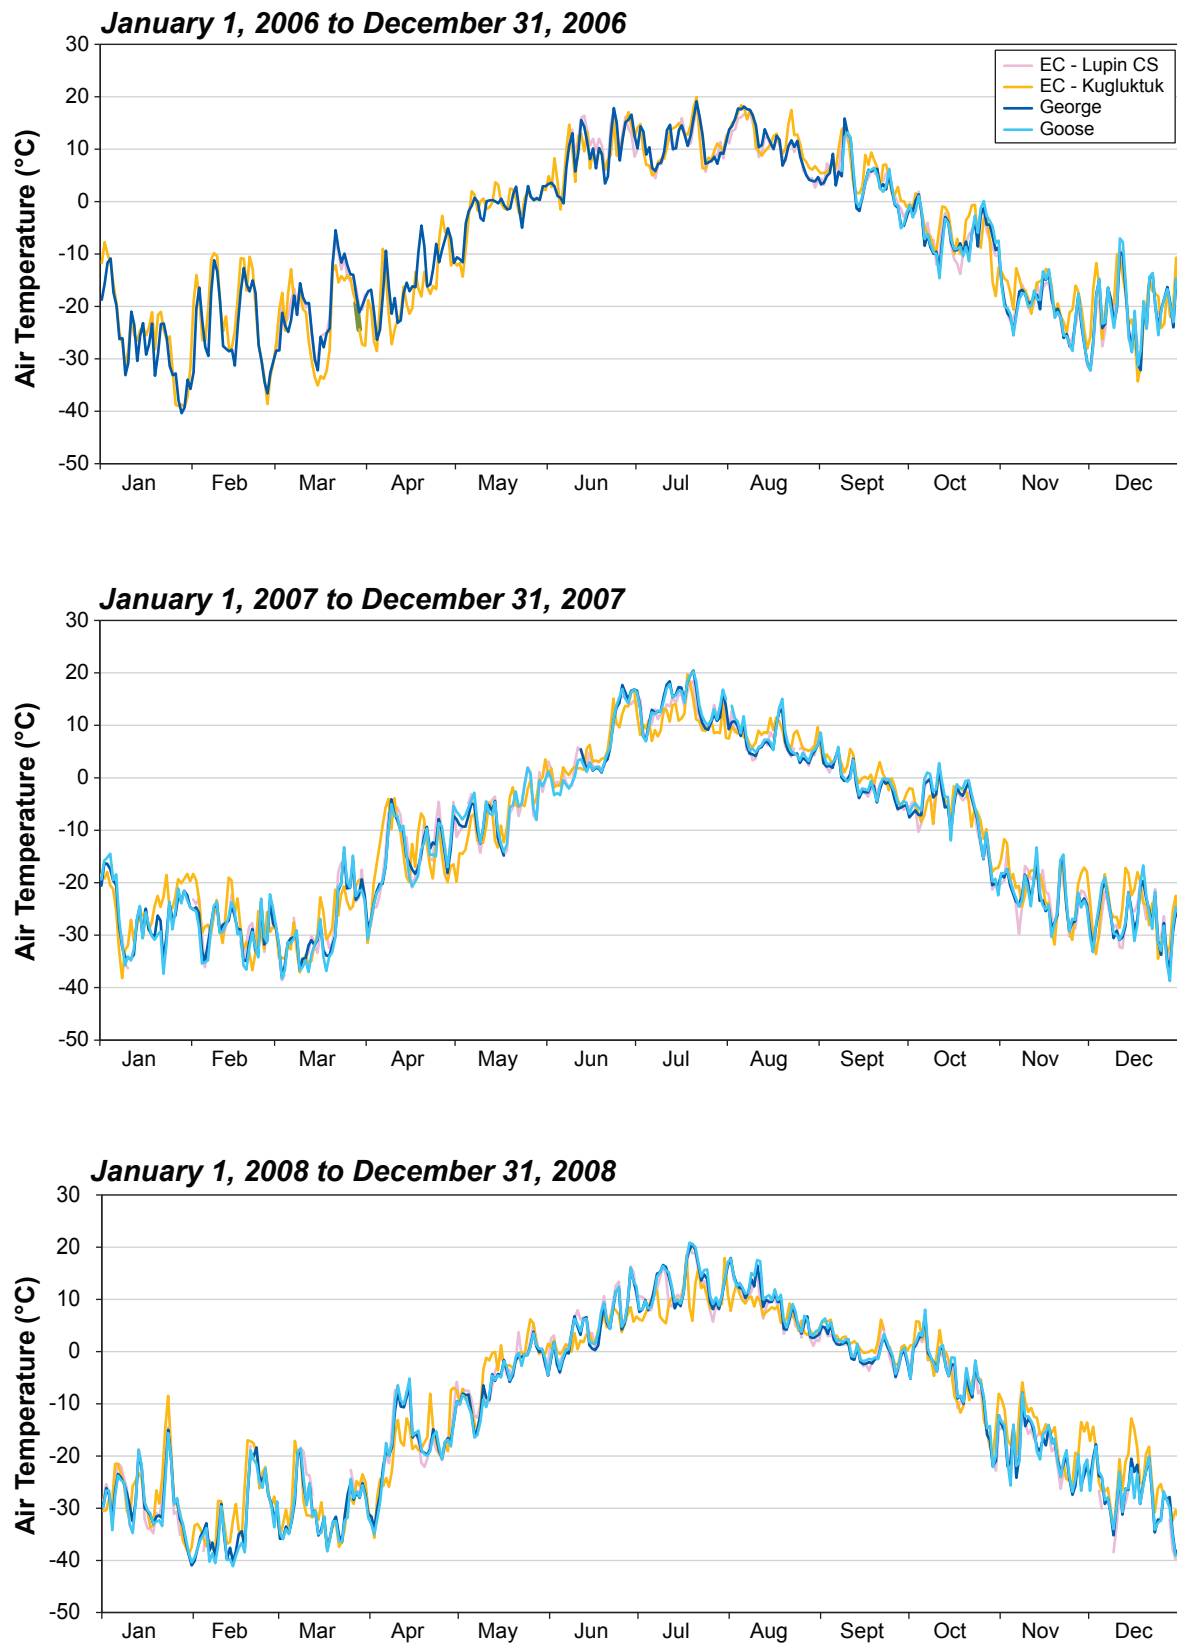 January 1, 2006 to December 31, 2006
30
20
10
0
-10
-20
-30
-40
-50
Air Temperature (°C)
EC - Lupin CS
EC - Kugluktuk
George
Goose
Jan Feb Mar Apr May Jun Jul Aug Sept Oct Nov Dec
January 1, 2007 to December 31, 2007
30
20
10
0
-10
-20
-30
-40
-50
Air Temperature (°C)
Jan Feb Mar Apr May Jun Jul Aug Sept Oct Nov Dec
January 1, 2008 to December 31, 2008
30
20
10
0
-10
-20
-30
-40
-50
Air Temperature (°C)
Jan Feb Mar Apr May Jun Jul Aug Sept Oct Nov Dec